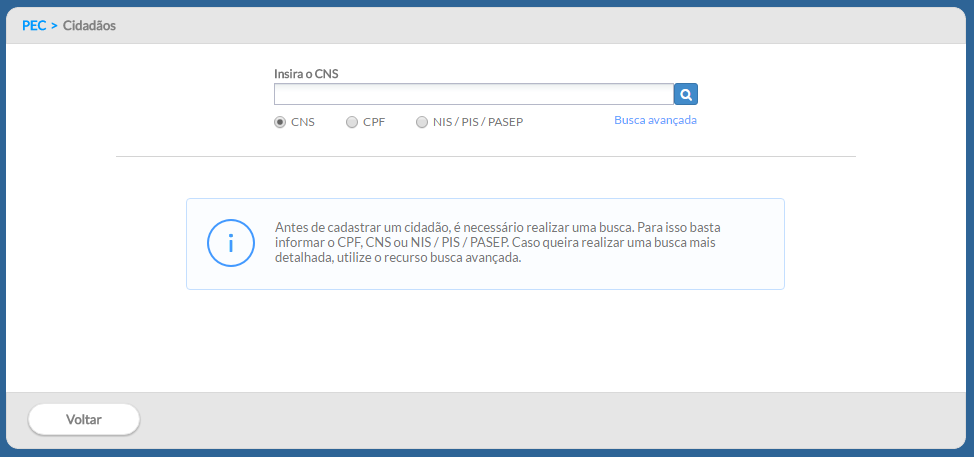 PEC > Cidadãos
Insira o CNS
CNS CPF NIS / PIS / PASEP Busca avançada
i
Antes de cadastrar um cidadão, é necessário realizar uma busca. Para isso basta
informar o CPF, CNS ou NIS / PIS / PASEP. Caso queira realizar uma busca mais
detalhada, utilize o recurso busca avançada.
Voltar